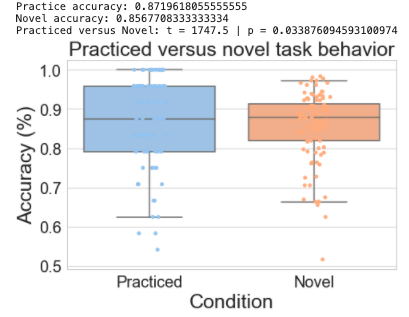 Practice accuracy: 0.8719618055555555
Novel accuracy: 0.8567708333333334
Practiced versus Novel: t = 1747.5 | p = 0.033876094593100974
Practiced versus novel task behavior
1.0
0.9
0.8
0.7
0.6
0.5
Accuracy (%)
Practiced
Novel
Condition